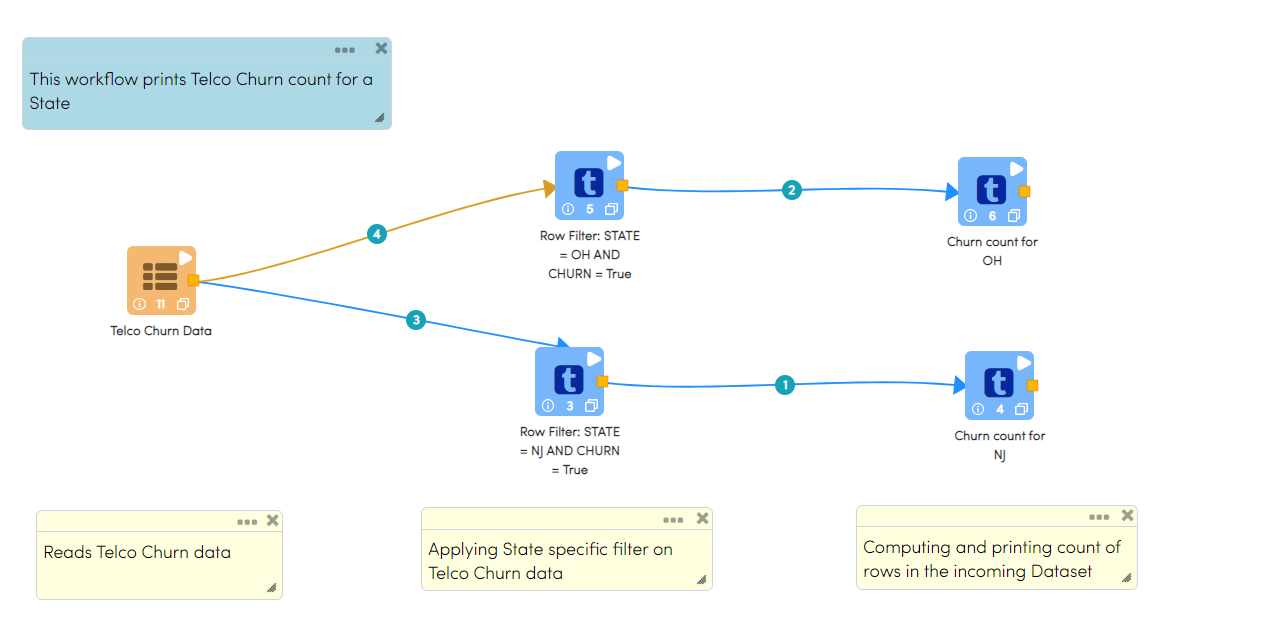 This workflow prints Telco Churn count for a
State
4
t
5
Row Filter: STATE
= OH AND
CHURN = True
2
t
6
Churn count for
OH
11
Telco Churn Data
3
t
3
Row Filter: STATE
= NJ AND CHURN
= True
1
t
4
Churn count for
NJ
Reads Telco Churn data
Applying State specific filter on
Telco Churn data
Computing and printing count of
rows in the incoming Dataset